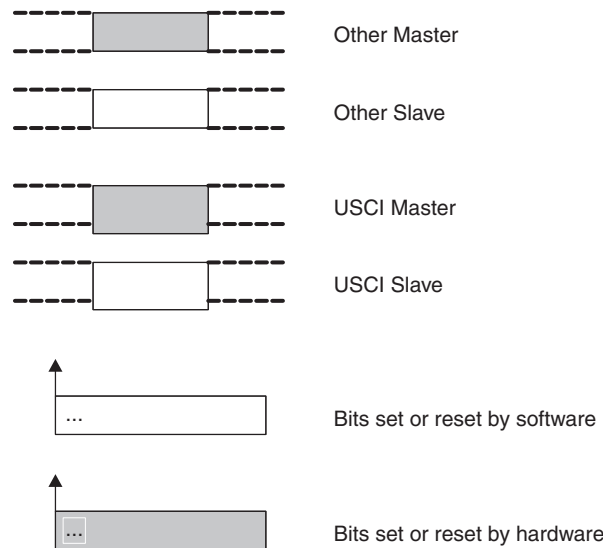 Other Master
Other Slave
USCI Master
USCI Slave
... Bits set or reset by software
... Bits set or reset by hardware